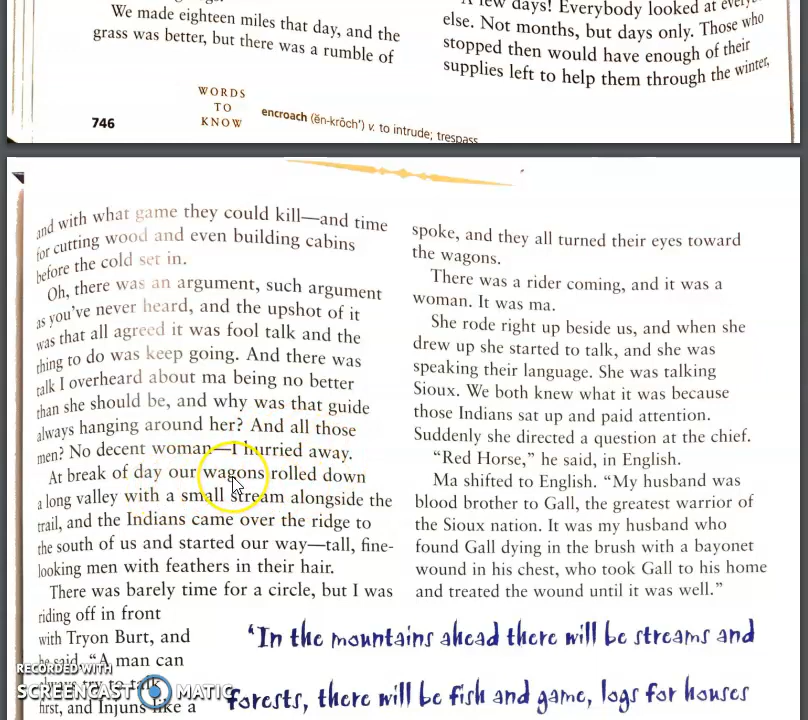 We made eighteen miles that day, and the
grass was better, but there was a rumble of
few days! Everybody looked at
else. Not months, but days only. Those who
stopped then would have enough of their
supplies left to help them through the winter,
WORDS
TO
KNOW
746
encroach (ĕn-krōch') v. to intrude; trespass
and with what game they could kill—and time
for cutting wood and even building cabins
before the cold set in.
Oh, there was an argument, such argument
as you've never heard, and the upshot of it
was that all agreed it was fool talk and the
thing to do was keep going. And there was
talk I overheard about ma being no better
than she should be, and why was that guide
always hanging around her? And all those
men? No decent woman—I hurried away.
At break of day our wagons rolled down
a long valley with a small stream alongside the
trail, and the Indians came over the ridge to
the south of us and started our way—tall, fine-
looking men with feathers in their hair.
There was barely time for a circle, but I was
riding off in front
with Tryon Burt, and
he said, "A man can
always try to talk
first, and Injuns like a
spoke, and they all turned their eyes toward
the wagons.
There was a rider coming, and it was a
woman. It was ma.
She rode right up beside us, and when she
drew up she started to talk, and she was
speaking their language. She was talking
Sioux. We both knew what it was because
those Indians sat up and paid attention.
Suddenly she directed a question at the chief.
"Red Horse," he said, in English.
Ma shifted to English. "My husband was
blood brother to Gall, the greatest warrior of
the Sioux nation. It was my husband who
found Gall dying in the brush with a bayonet
wound in his chest, who took Gall to his home
and treated the wound until it was well."
"In the mountains ahead there will be streams and
forests, there will be fish and game, logs for houses
RECORDED WITH
SCREENCAST MATIC